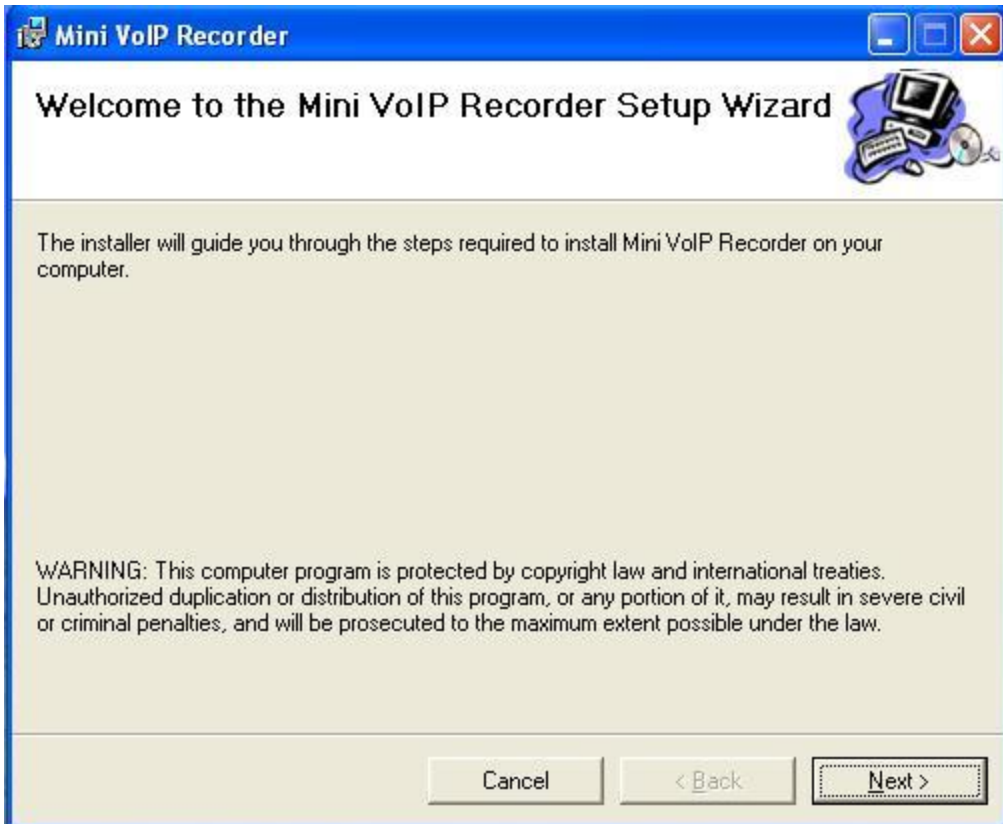 Mini VoIP Recorder
Welcome to the Mini VoIP Recorder Setup Wizard
The installer will guide you through the steps required to install Mini VoIP Recorder on your
computer.
WARNING: This computer program is protected by copyright law and international treaties.
Unauthorized duplication or distribution of this program, or any portion of it, may result in severe civil
or criminal penalties, and will be prosecuted to the maximum extent possible under the law.
Cancel
< Back
Next >